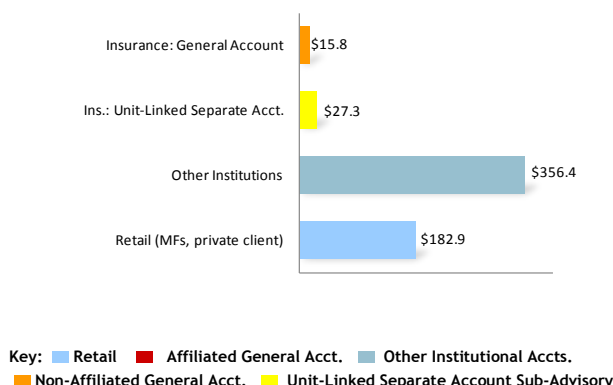 Insurance: General Account $15.8
Ins.: Unit-Linked Separate Acct. $27.3
Other Institutions $356.4
Retail (MFs, private client) $182.9
Key: Retail Affiliated General Acct. Other Institutional Accts.
Non-Affiliated General Acct. Unit-Linked Separate Account Sub-Advisory